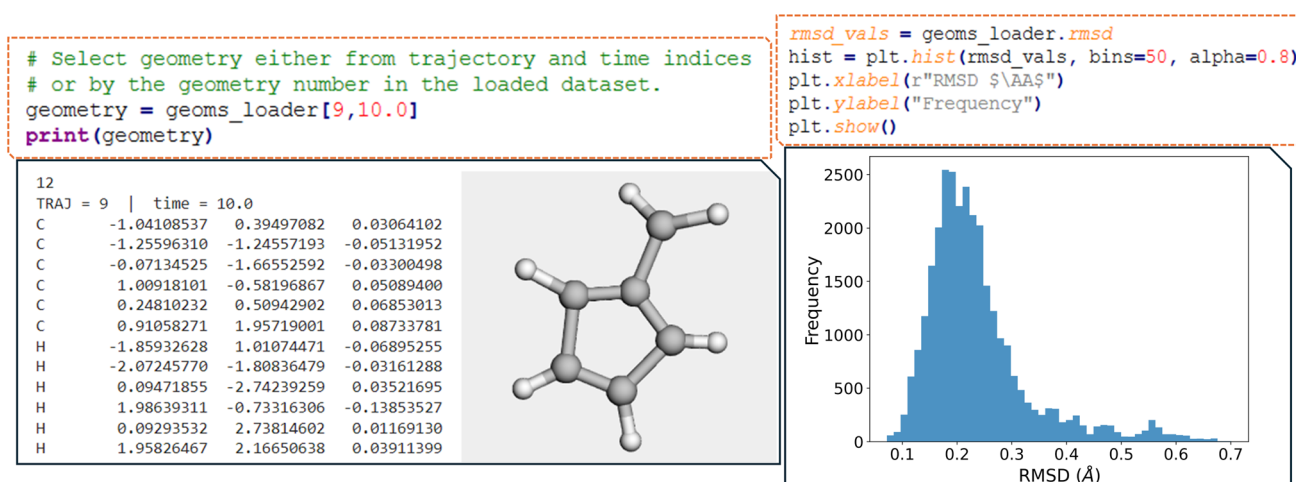 # Select geometry either from trajectory and time indices
# or by the geometry number in the loaded dataset.
geometry = geoms_loader[9,10.0]
print(geometry)
12
TRAJ = 9 | time = 10.0
C -1.04108537 0.39497082 0.03064102
C -1.25596310 -1.24557193 -0.05131952
C -0.07134525 -1.66552592 -0.03300498
C 1.00918101 -0.58196867 0.05089400
C 0.24810232 0.50942902 0.06853013
C 0.91058271 1.95719001 0.08733781
H -1.85932628 1.01074471 -0.06895255
H -2.07245770 -1.80836479 -0.03161288
H 0.09471855 -2.74239259 0.03521695
H 1.98639311 -0.73316306 -0.13853527
H 0.09293532 2.73814602 0.01169130
H 1.95826467 2.16650638 0.03911399
rmsd_vals = geoms_loader.rmsd
hist = plt.hist(rmsd_vals, bins=50, alpha=0.8)
plt.xlabel(r"RMSD $\AA$")
plt.ylabel("Frequency")
plt.show()
Frequency
2500
2000
1500
1000
500
0
0.1 0.2 0.3 0.4 0.5 0.6 0.7
RMSD (Å)